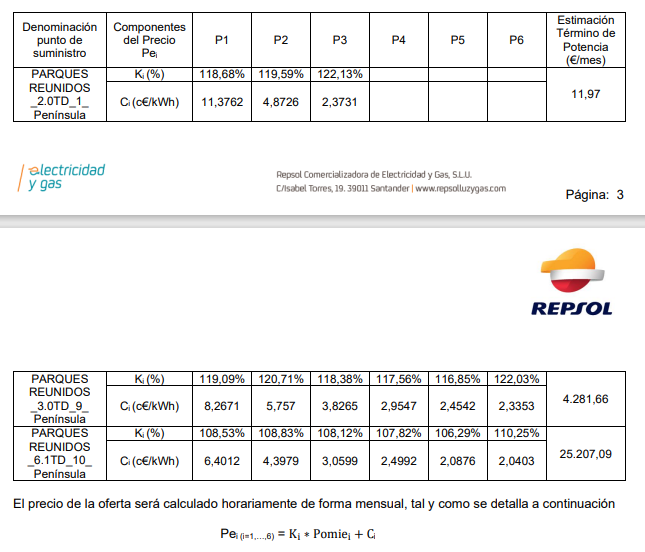 Denominación punto de suministro | Componentes del Precio Peᵢ | P1 | P2 | P3 | P4 | P5 | P6 | Estimación Término de Potencia (€/mes)
PARQUES REUNIDOS _2.0TD_1_ Península | Kᵢ (%) | 118,68% | 119,59% | 122,13% | | | | 11,97
Cᵢ (c€/kWh) | 11,3762 | 4,8726 | 2,3731
electricidad
y gas
Repsol Comercializadora de Electricidad y Gas, S.L.U.
C/Isabel Torres, 19. 39011 Santander | www.repsolluzygas.com
Página: 3
REPSOL
PARQUES REUNIDOS _3.0TD_9_ Península | Kᵢ (%) | 119,09% | 120,71% | 118,38% | 117,56% | 116,85% | 122,03% | 4.281,66
Cᵢ (c€/kWh) | 8,2671 | 5,757 | 3,8265 | 2,9547 | 2,4542 | 2,3353
PARQUES REUNIDOS _6.1TD_10_ Península | Kᵢ (%) | 108,53% | 108,83% | 108,12% | 107,82% | 106,29% | 110,25% | 25.207,09
Cᵢ (c€/kWh) | 6,4012 | 4,3979 | 3,0599 | 2,4992 | 2,0876 | 2,0403
El precio de la oferta será calculado horariamente de forma mensual, tal y como se detalla a continuación
Peᵢ (i=1,...,6) = Kᵢ ∗ Pomieᵢ + Cᵢ